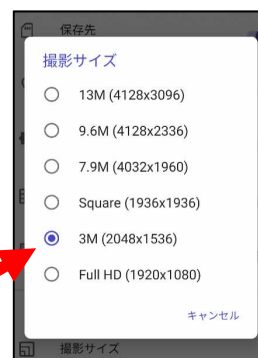 保存先
撮影サイズ
13M (4128x3096)
9.6M (4128x2336)
7.9M (4032x1960)
Square (1936x1936)
3M (2048x1536)
Full HD (1920x1080)
キャンセル
撮影サイズ